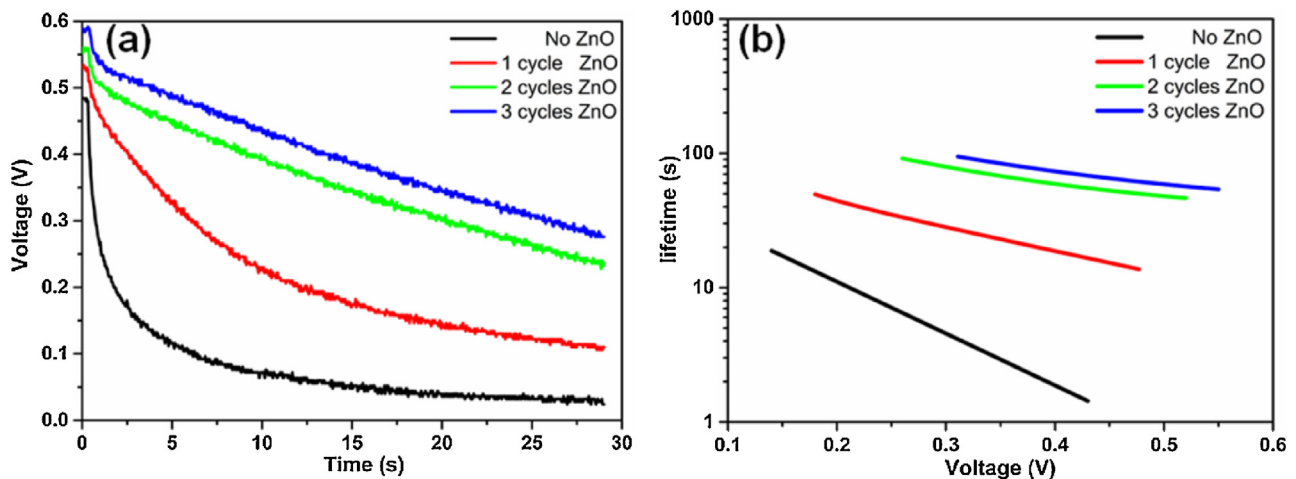 (a)
No ZnO
1 cycle ZnO
2 cycles ZnO
3 cycles ZnO
0.6
0.5
0.4
0.3
0.2
0.1
0.0
Voltage (V)
0 5 10 15 20 25 30
Time (s)
(b)
No ZnO
1 cycle ZnO
2 cycles ZnO
3 cycles ZnO
1000
100
10
1
lifetime (s)
0.1 0.2 0.3 0.4 0.5 0.6
Voltage (V)